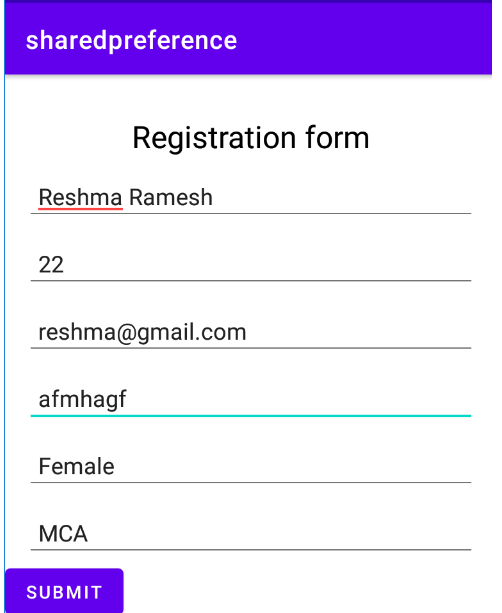 sharedpreference
Registration form
Reshma Ramesh
22
reshma@gmail.com
afmhagf
Female
MCA
SUBMIT